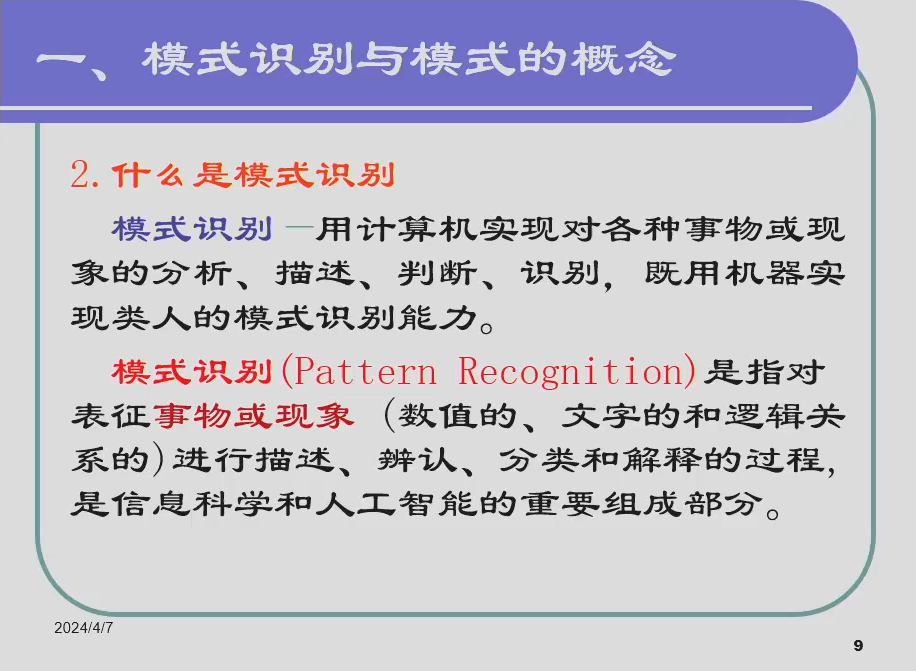 一、模式识别与模式的概念
2.什么是模式识别
模式识别—用计算机实现对各种事物或现
象的分析、描述、判断、识别，既用机器实
现类人的模式识别能力。
模式识别(Pattern Recognition)是指对
表征事物或现象（数值的、文字的和逻辑关
系的)进行描述、辨认、分类和解释的过程,
是信息科学和人工智能的重要组成部分。
2024/4/7
9